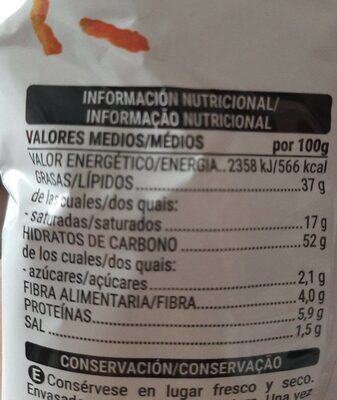 INFORMACIÓN NUTRICIONAL/
INFORMAÇÃO NUTRICIONAL
VALORES MEDIOS/MÉDIOS por 100g
VALOR ENERGÉTICO/ENERGIA..2358 kJ/566 kcal
GRASAS/LÍPIDOS......37 g
de las cuales/dos quais:
- saturadas/saturados......17 g
HIDRATOS DE CARBONO......52 g
de los cuales/dos quais:
- azúcares/açúcares......2,1 g
FIBRA ALIMENTARIA/FIBRA......4,0 g
PROTEÍNAS......5,9 g
SAL......1,5 g
CONSERVACIÓN/CONSERVAÇÃO
E Consérvese en lugar fresco y seco.
Envasado Una vez